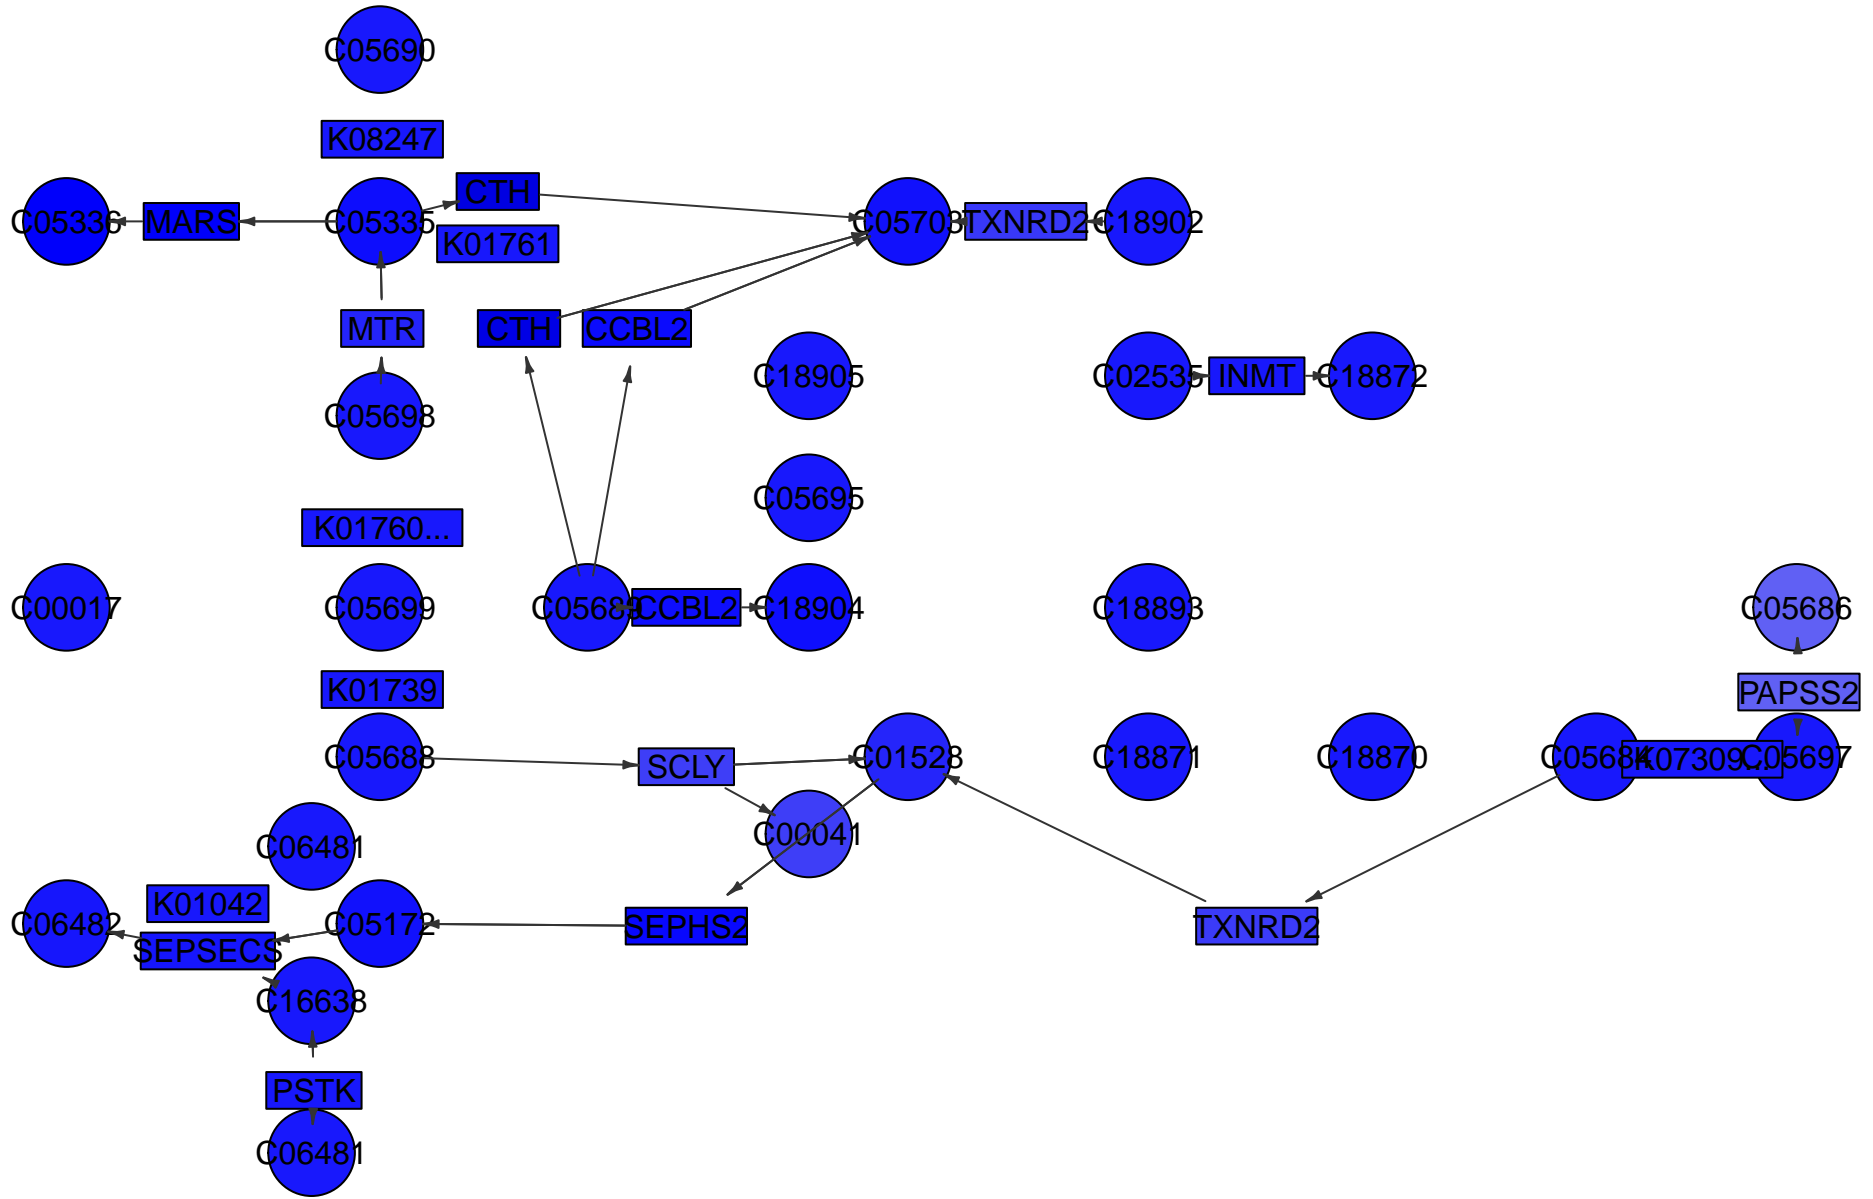 C05690
K08247
CTH
C05336
MARS
C05335
C05703
TXNRD2
C18902
K01761
MTR
CTH
CCBL2
C18905
C02535
INMT
C18872
C05698
C05695
K01760...
C00017
C05699
C05689
CCBL2
C18904
C18893
C05686
K01739
PAPSS2
C05688
SCLY
C01528
C18871
C18870
C05684
K07309...
C05697
C00041
C06481
K01042
C06482
C05172
SEPHS2
TXNRD2
SEPSECS
C16638
PSTK
C06481